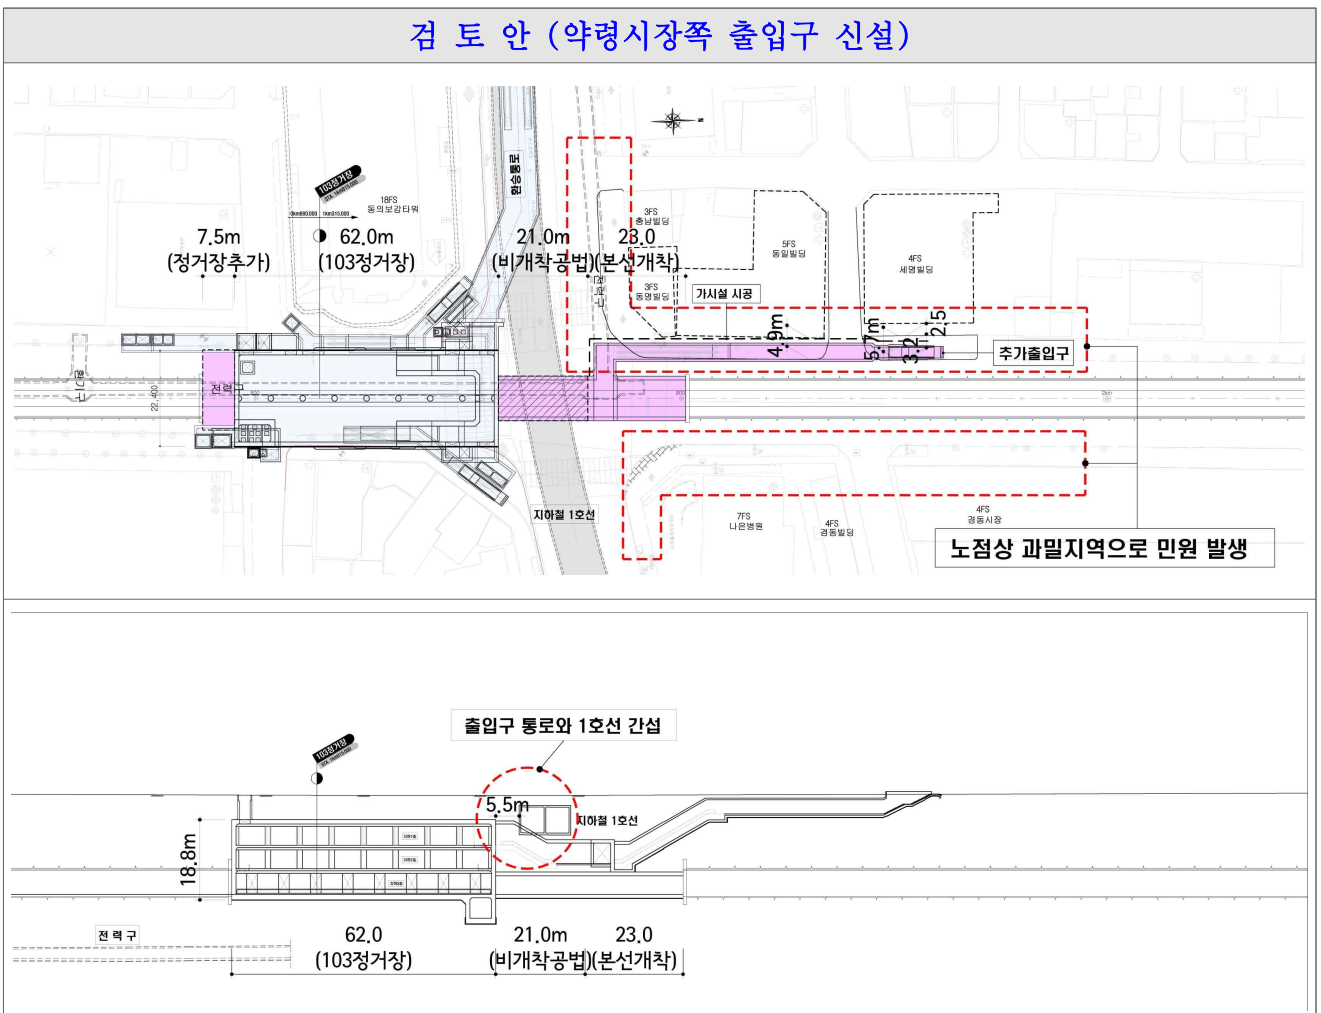 검 토 안 (약령시장쪽 출입구 신설)
환승통로
103정거장
18FS
동의보감타워
0km980.000
1km015.000
3FS
충남빌딩
7.5m
(정거장추가)
62.0m
(103정거장)
21.0m
(비개착공법)
23.0
(본선개착)
5FS
동일빌딩
4FS
세명빌딩
3FS
동명빌딩
가시설 시공
4.9m
5.7m
3.2
2.5
추가출입구
환기구
전력구
22,400
지하철 1호선
7FS
나은병원
4FS
경동빌딩
4FS
경동시장
노점상 과밀지역으로 민원 발생
출입구 통로와 1호선 간섭
103정거장
5.5m
지하철 1호선
18.8m
전 력 구
62.0
(103정거장)
21.0m
(비개착공법)
23.0
(본선개착)